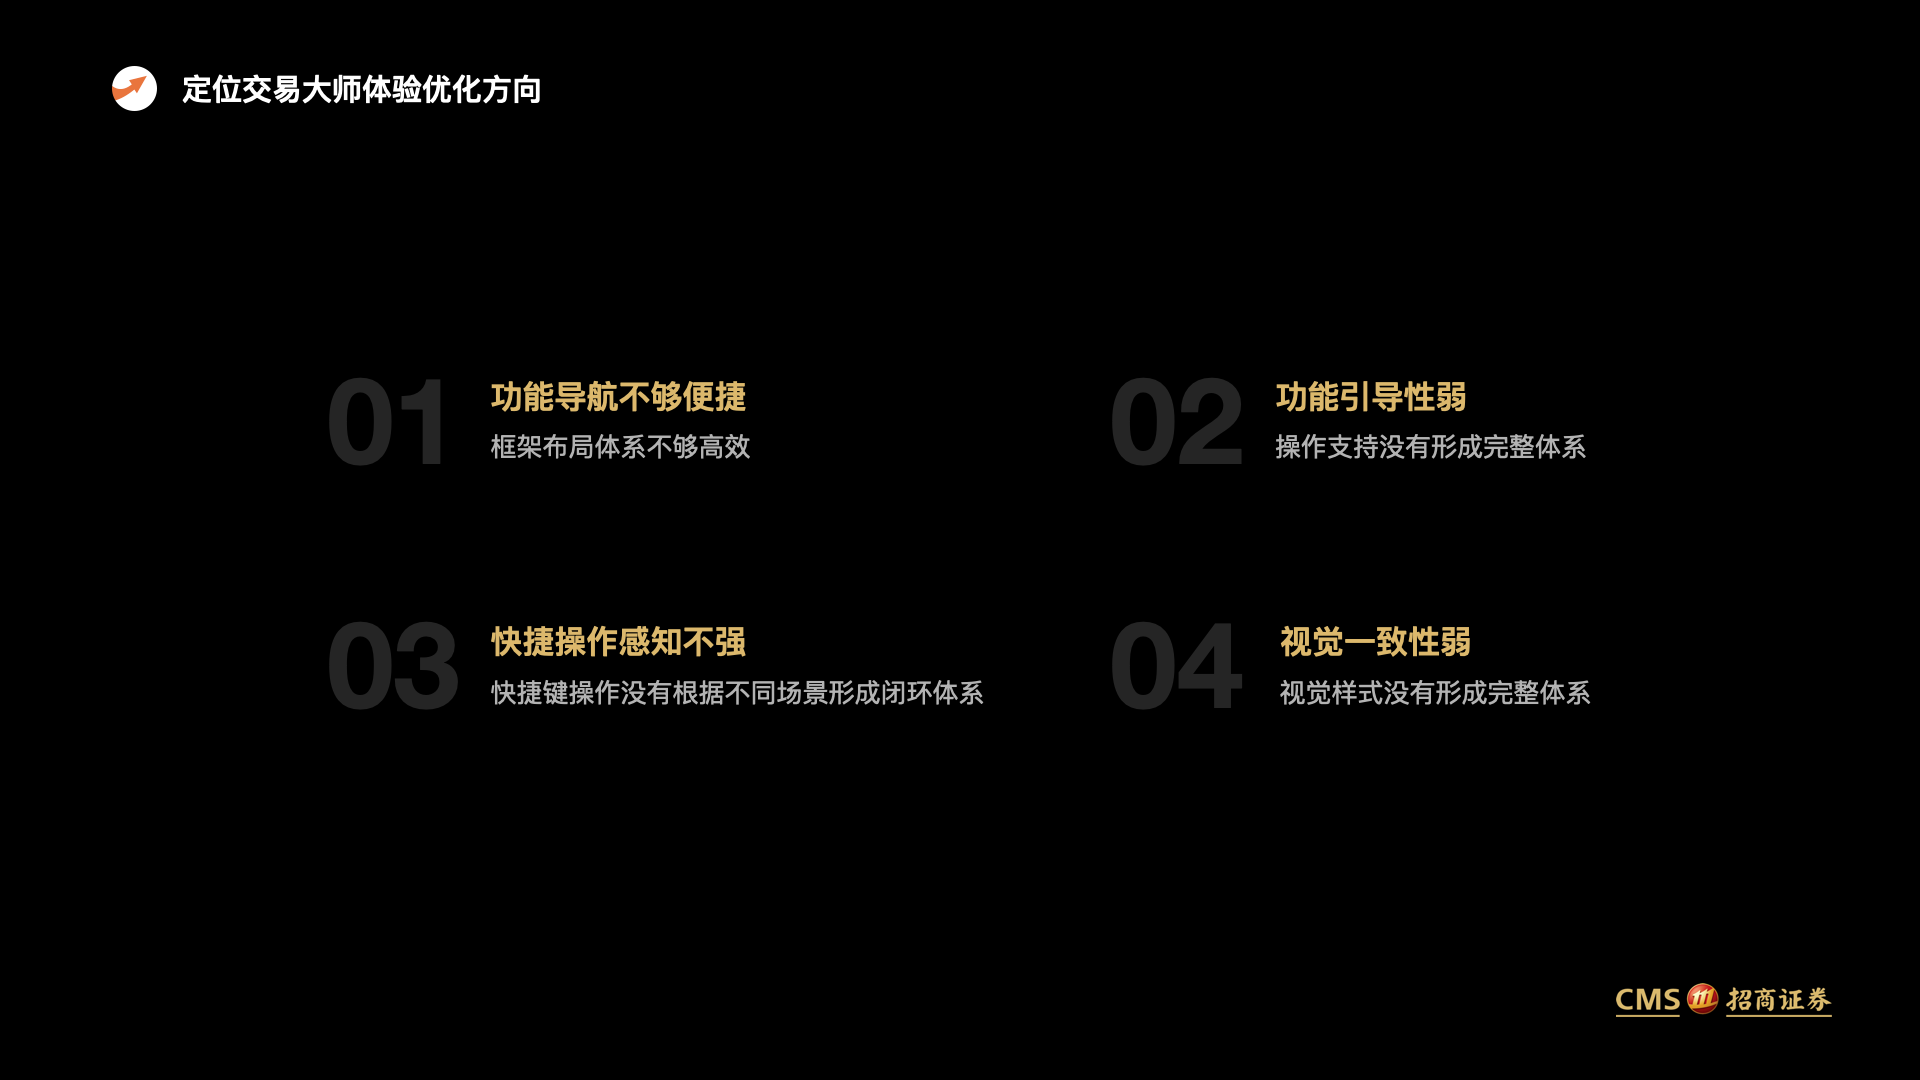 定位交易大师体验优化方向
01
功能导航不够便捷
框架布局体系不够高效
02
功能引导性弱
操作支持没有形成完整体系
03
快捷操作感知不强
快捷键操作没有根据不同场景形成闭环体系
04
视觉一致性弱
视觉样式没有形成完整体系
CMS 招商证券